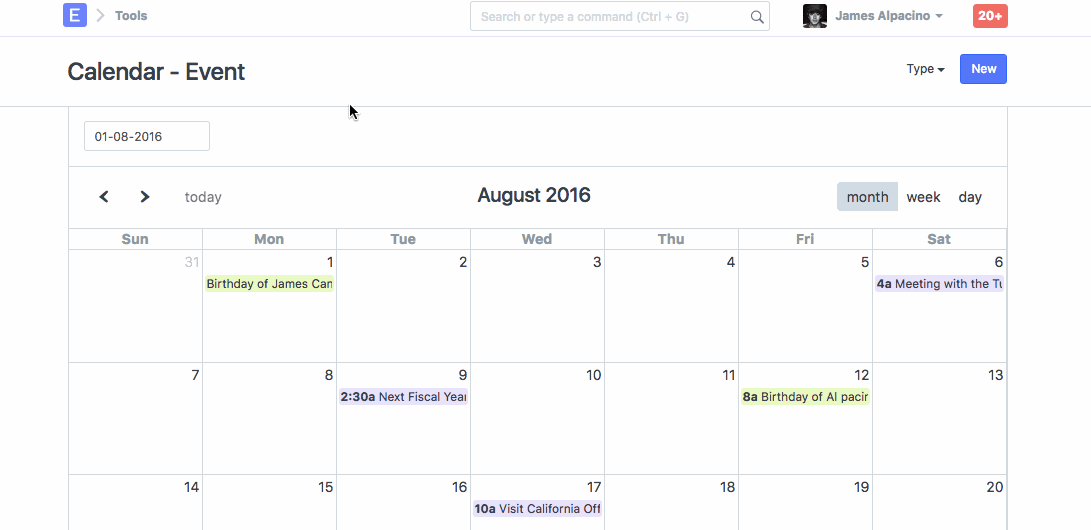 E Tools Search or type a command (Ctrl + G) James Alpacino 20+
Calendar - Event Type New
01-08-2016
today August 2016 month week day
Sun Mon Tue Wed Thu Fri Sat
31 1 2 3 4 5 6
Birthday of James Can 4a Meeting with the Tu
7 8 9 10 11 12 13
2:30a Next Fiscal Year 8a Birthday of Al pacin
14 15 16 17 18 19 20
10a Visit California Off